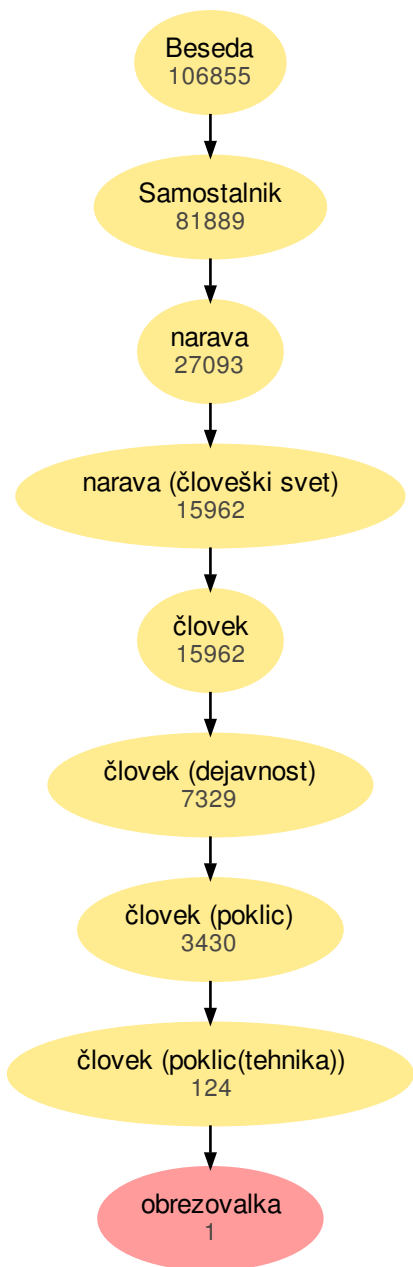 Beseda
106855
Samostalnik
81889
narava
27093
narava (človeški svet)
15962
človek
15962
človek (dejavnost)
7329
človek (poklic)
3430
človek (poklic(tehnika))
124
obrezovalka
1